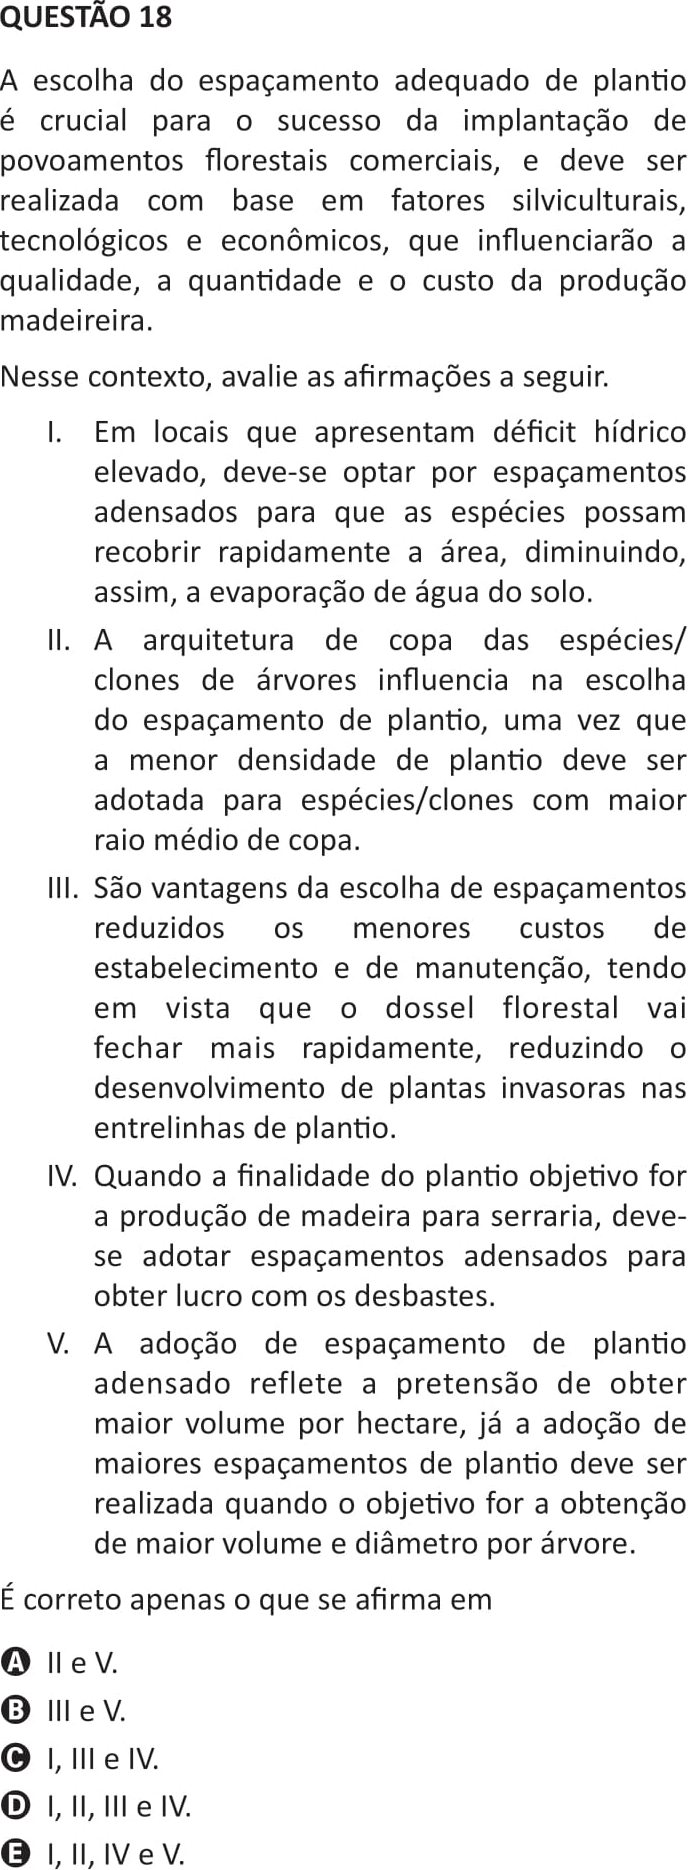 QUESTÃO 18
A escolha do espaçamento adequado de plantio
é crucial para o sucesso da implantação de
povoamentos florestais comerciais, e deve ser
realizada com base em fatores silviculturais,
tecnológicos e econômicos, que influenciarão a
qualidade, a quantidade e o custo da produção
madeireira.
Nesse contexto, avalie as afirmações a seguir.
I. Em locais que apresentam déficit hídrico
elevado, deve-se optar por espaçamentos
adensados para que as espécies possam
recobrir rapidamente a área, diminuindo,
assim, a evaporação de água do solo.
II. A arquitetura de copa das espécies/
clones de árvores influencia na escolha
do espaçamento de plantio, uma vez que
a menor densidade de plantio deve ser
adotada para espécies/clones com maior
raio médio de copa.
III. São vantagens da escolha de espaçamentos
reduzidos os menores custos de
estabelecimento e de manutenção, tendo
em vista que o dossel florestal vai
fechar mais rapidamente, reduzindo o
desenvolvimento de plantas invasoras nas
entrelinhas de plantio.
IV. Quando a finalidade do plantio objetivo for
a produção de madeira para serraria, deve-
se adotar espaçamentos adensados para
obter lucro com os desbastes.
V. A adoção de espaçamento de plantio
adensado reflete a pretensão de obter
maior volume por hectare, já a adoção de
maiores espaçamentos de plantio deve ser
realizada quando o objetivo for a obtenção
de maior volume e diâmetro por árvore.
É correto apenas o que se afirma em
A II e V.
B III e V.
C I, III e IV.
D I, II, III e IV.
E I, II, IV e V.